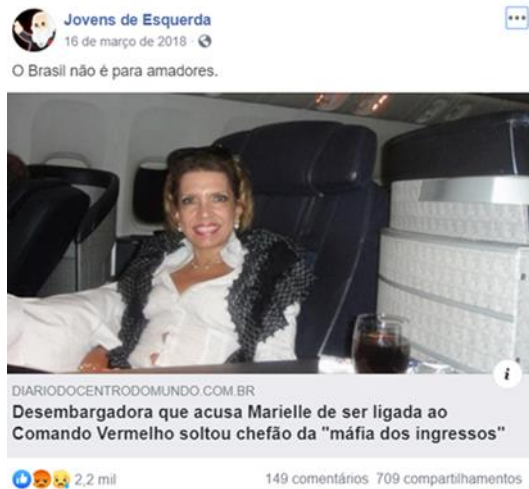 Jovens de Esquerda
16 de março de 2018 ·
O Brasil não é para amadores.
DIARIODOCENTRODOMUNDO.COM.BR
Desembargadora que acusa Marielle de ser ligada ao
Comando Vermelho soltou chefão da "máfia dos ingressos"
2,2 mil
149 comentários 709 compartilhamentos